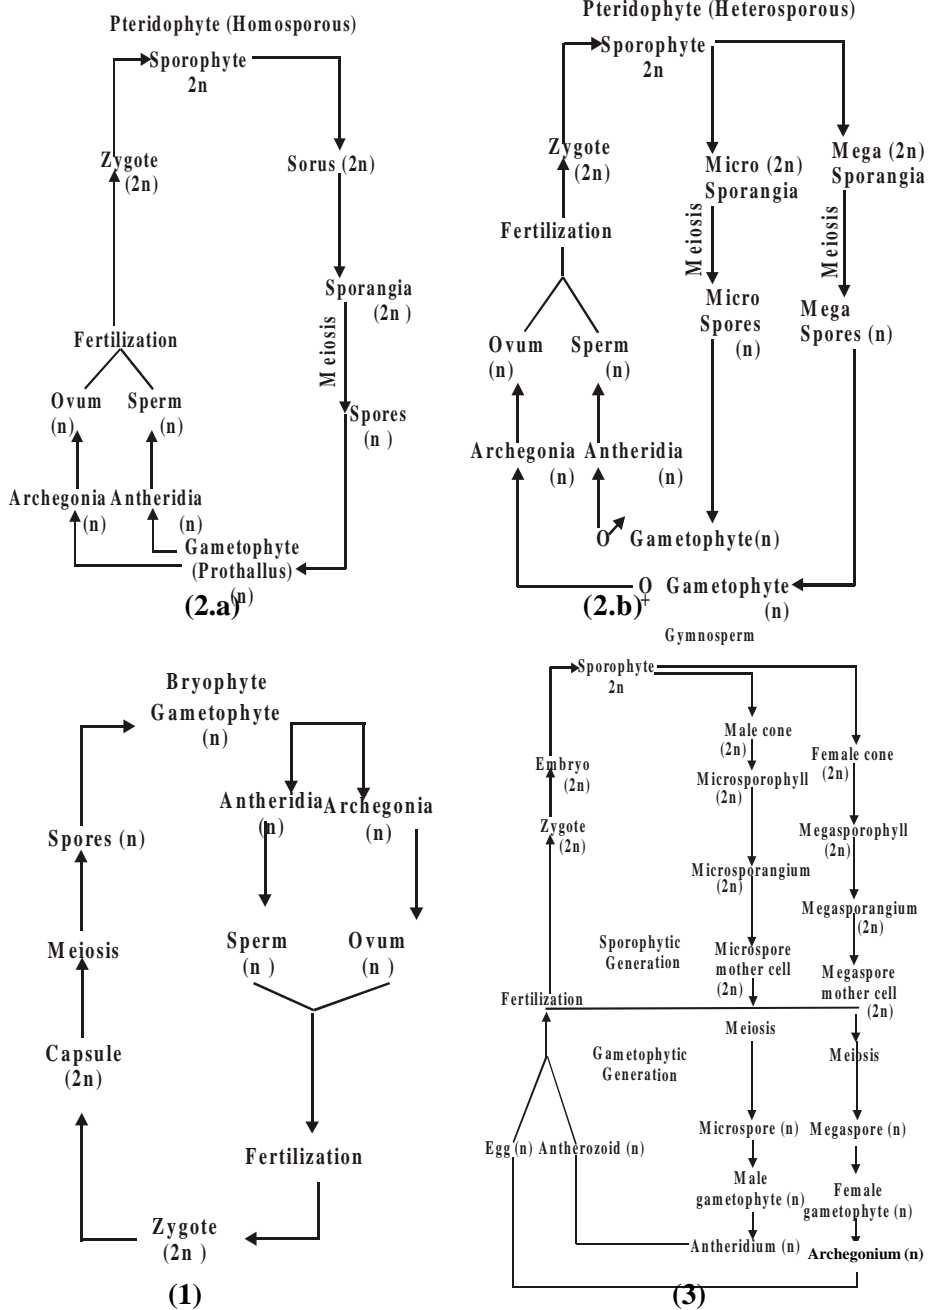 Pteridophyte (Homosporous)
Sporophyte
2n
Zygote
(2n)
Sorus (2n)
Sporangia
(2n )
Meiosis
Fertilization
Ovum
(n)
Sperm
(n)
Spores
(n )
Archegonia
(n)
Antheridia
(n)
Gametophyte
(Prothallus)
(n)
(2.a)
Pteridophyte (Heterosporous)
Sporophyte
2n
Zygote
(2n)
Micro (2n)
Sporangia
Mega (2n)
Sporangia
Fertilization
Meiosis
Meiosis
Micro
Spores
(n)
Mega
Spores (n)
Ovum
(n)
Sperm
(n)
Archegonia
(n)
Antheridia
(n)
Gametophyte(n)
Gametophyte
(n)
(2.b)
Bryophyte
Gametophyte
(n)
Antheridia
(n)
Archegonia
(n)
Spores (n)
Meiosis
Sperm
(n )
Ovum
(n )
Capsule
(2n)
Fertilization
Zygote
(2n )
(1)
Gymnosperm
Sporophyte
2n
Male cone
(2n)
Female cone
(2n)
Embryo
(2n)
Microsporophyll
(2n)
Zygote
(2n)
Megasporophyll
(2n)
Microsporangium
(2n)
Megasporangium
(2n)
Sporophytic
Generation
Microspore
mother cell
(2n)
Megaspore
mother cell
(2n)
Fertilization
Meiosis
Meiosis
Gametophytic
Generation
Microspore (n)
Megaspore (n)
Egg (n)
Antherozoid (n)
Male
gametophyte (n)
Female
gametophyte (n)
Antheridium (n)
Archegonium (n)
(3)